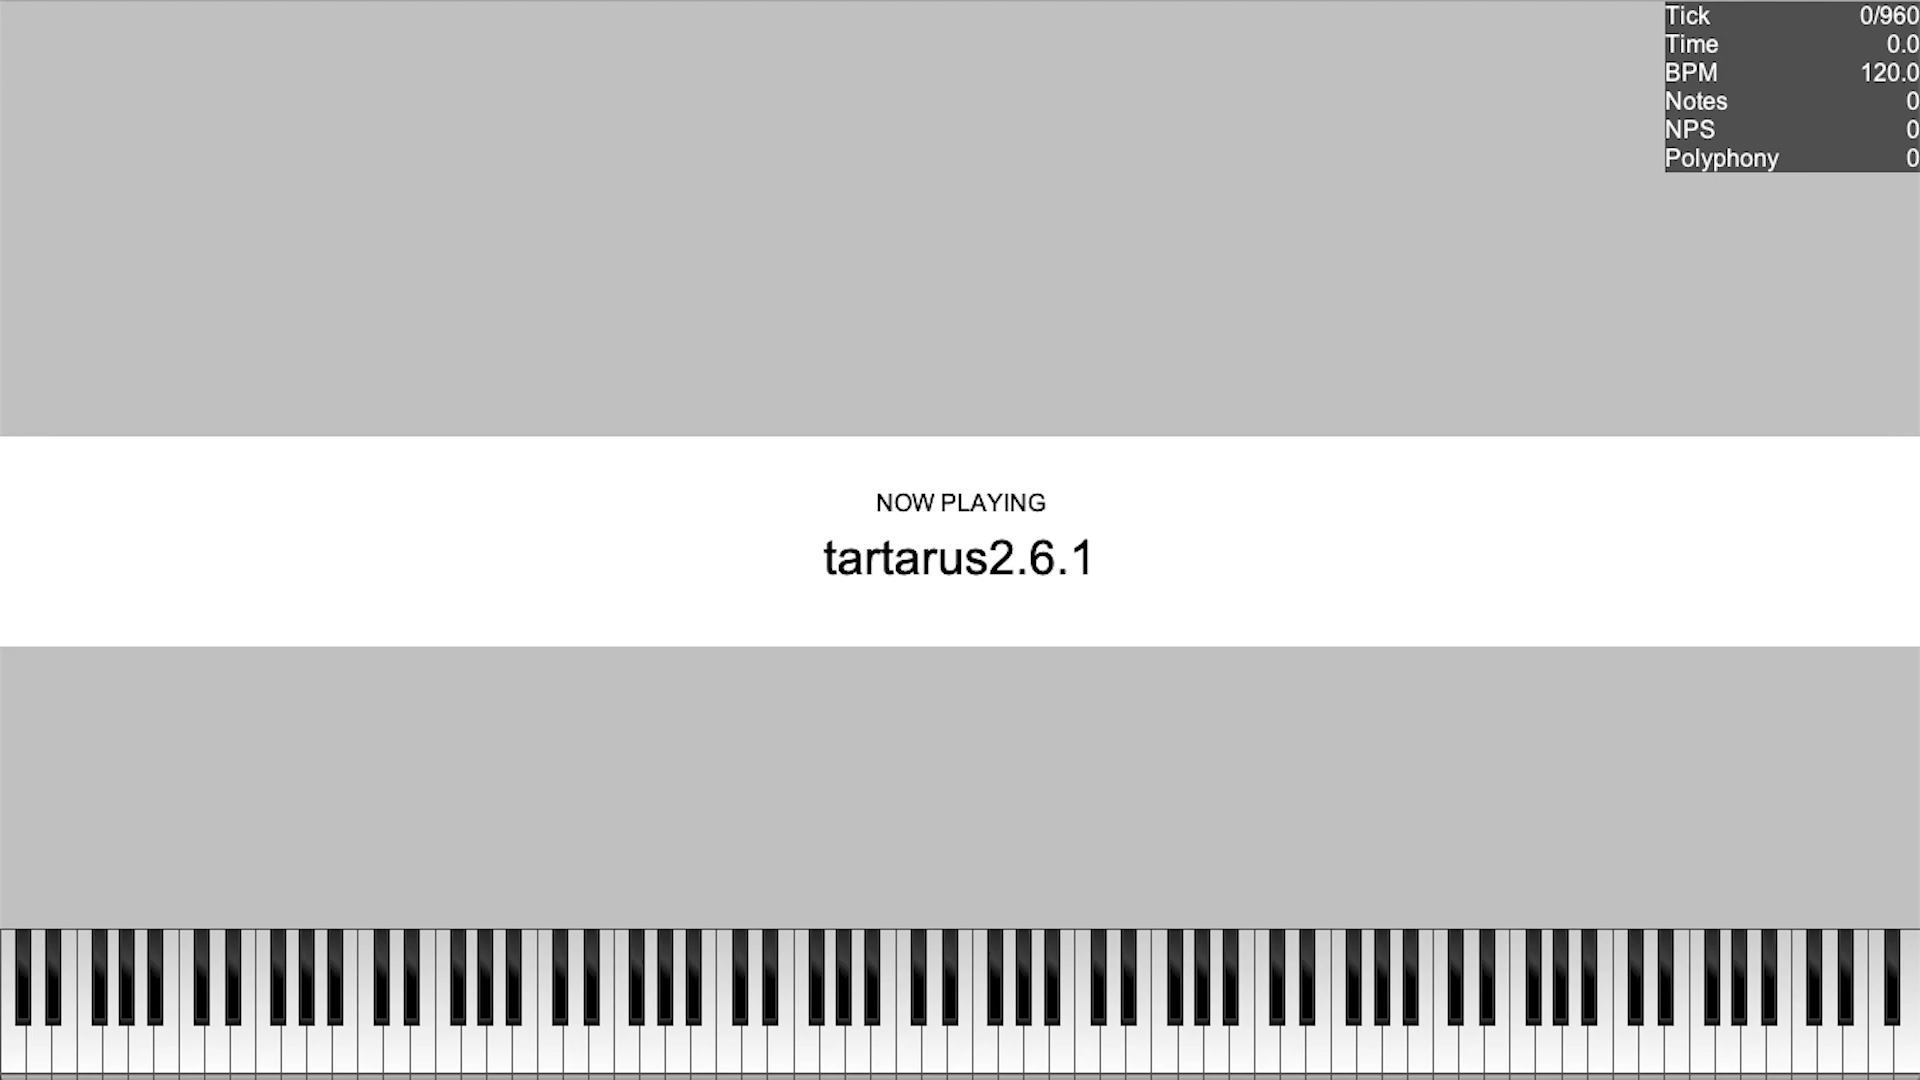 Tick 0/960
Time 0.0
BPM 120.0
Notes 0
NPS 0
Polyphony 0
NOW PLAYING
tartarus2.6.1